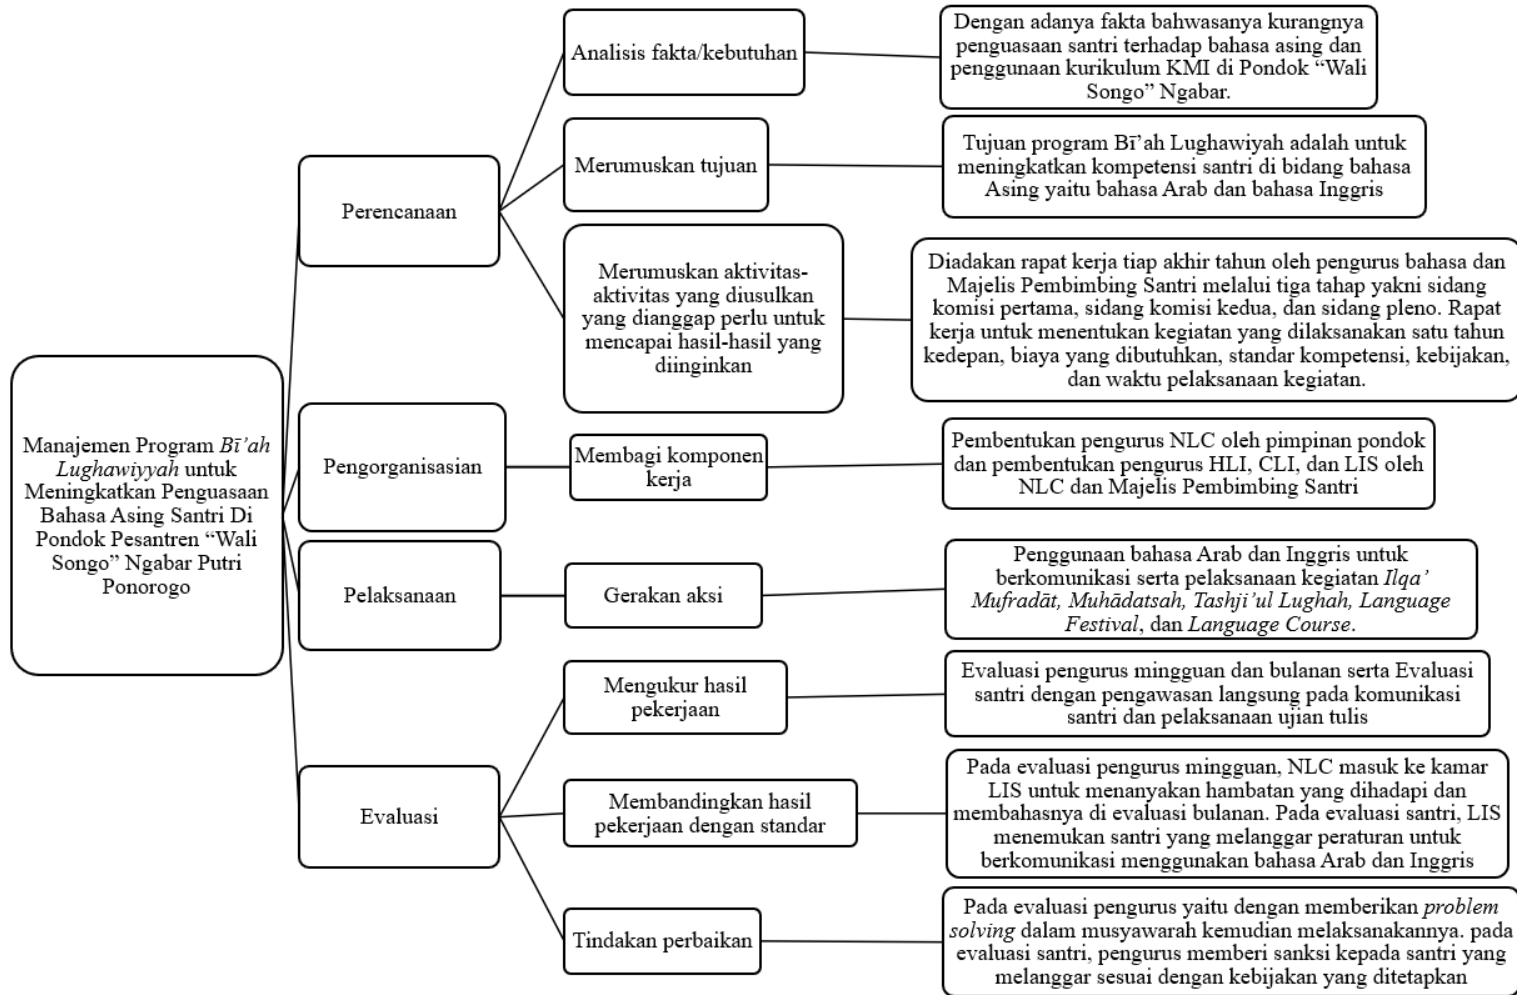 Manajemen Program Bī’ah
Lughawiyyah untuk
Meningkatkan Penguasaan
Bahasa Asing Santri Di
Pondok Pesantren “Wali
Songo” Ngabar Putri
Ponorogo
Perencanaan
Analisis fakta/kebutuhan
Dengan adanya fakta bahwasanya kurangnya
penguasaan santri terhadap bahasa asing dan
penggunaan kurikulum KMI di Pondok “Wali
Songo” Ngabar.
Merumuskan tujuan
Tujuan program Bī’ah Lughawiyah adalah untuk
meningkatkan kompetensi santri di bidang bahasa
Asing yaitu bahasa Arab dan bahasa Inggris
Merumuskan aktivitas-
aktivitas yang diusulkan
yang dianggap perlu untuk
mencapai hasil-hasil yang
diinginkan
Diadakan rapat kerja tiap akhir tahun oleh pengurus bahasa dan
Majelis Pembimbing Santri melalui tiga tahap yakni sidang
komisi pertama, sidang komisi kedua, dan sidang pleno. Rapat
kerja untuk menentukan kegiatan yang dilaksanakan satu tahun
kedepan, biaya yang dibutuhkan, standar kompetensi, kebijakan,
dan waktu pelaksanaan kegiatan.
Pengorganisasian
Membagi komponen
kerja
Pembentukan pengurus NLC oleh pimpinan pondok
dan pembentukan pengurus HLI, CLI, dan LIS oleh
NLC dan Majelis Pembimbing Santri
Pelaksanaan
Gerakan aksi
Penggunaan bahasa Arab dan Inggris untuk
berkomunikasi serta pelaksanaan kegiatan Ilqa’
Mufradāt, Muhādatsah, Tashji’ul Lughah, Language
Festival, dan Language Course.
Evaluasi
Mengukur hasil
pekerjaan
Evaluasi pengurus mingguan dan bulanan serta Evaluasi
santri dengan pengawasan langsung pada komunikasi
santri dan pelaksanaan ujian tulis
Membandingkan hasil
pekerjaan dengan standar
Pada evaluasi pengurus mingguan, NLC masuk ke kamar
LIS untuk menanyakan hambatan yang dihadapi dan
membahasnya di evaluasi bulanan. Pada evaluasi santri, LIS
menemukan santri yang melanggar peraturan untuk
berkomunikasi menggunakan bahasa Arab dan Inggris
Tindakan perbaikan
Pada evaluasi pengurus yaitu dengan memberikan problem
solving dalam musyawarah kemudian melaksanakannya. pada
evaluasi santri, pengurus memberi sanksi kepada santri yang
melanggar sesuai dengan kebijakan yang ditetapkan